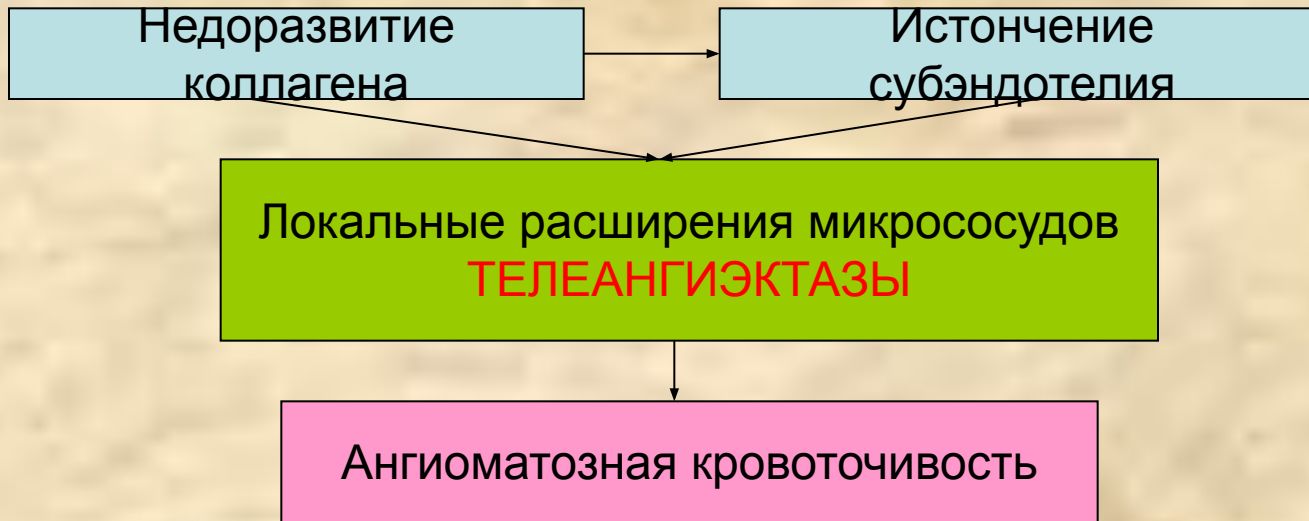 Недоразвитие
коллагена
Истончение
субэндотелия
Локальные расширения микрососудов
ТЕЛЕАНГИЭКТАЗЫ
Ангиоматозная кровоточивость